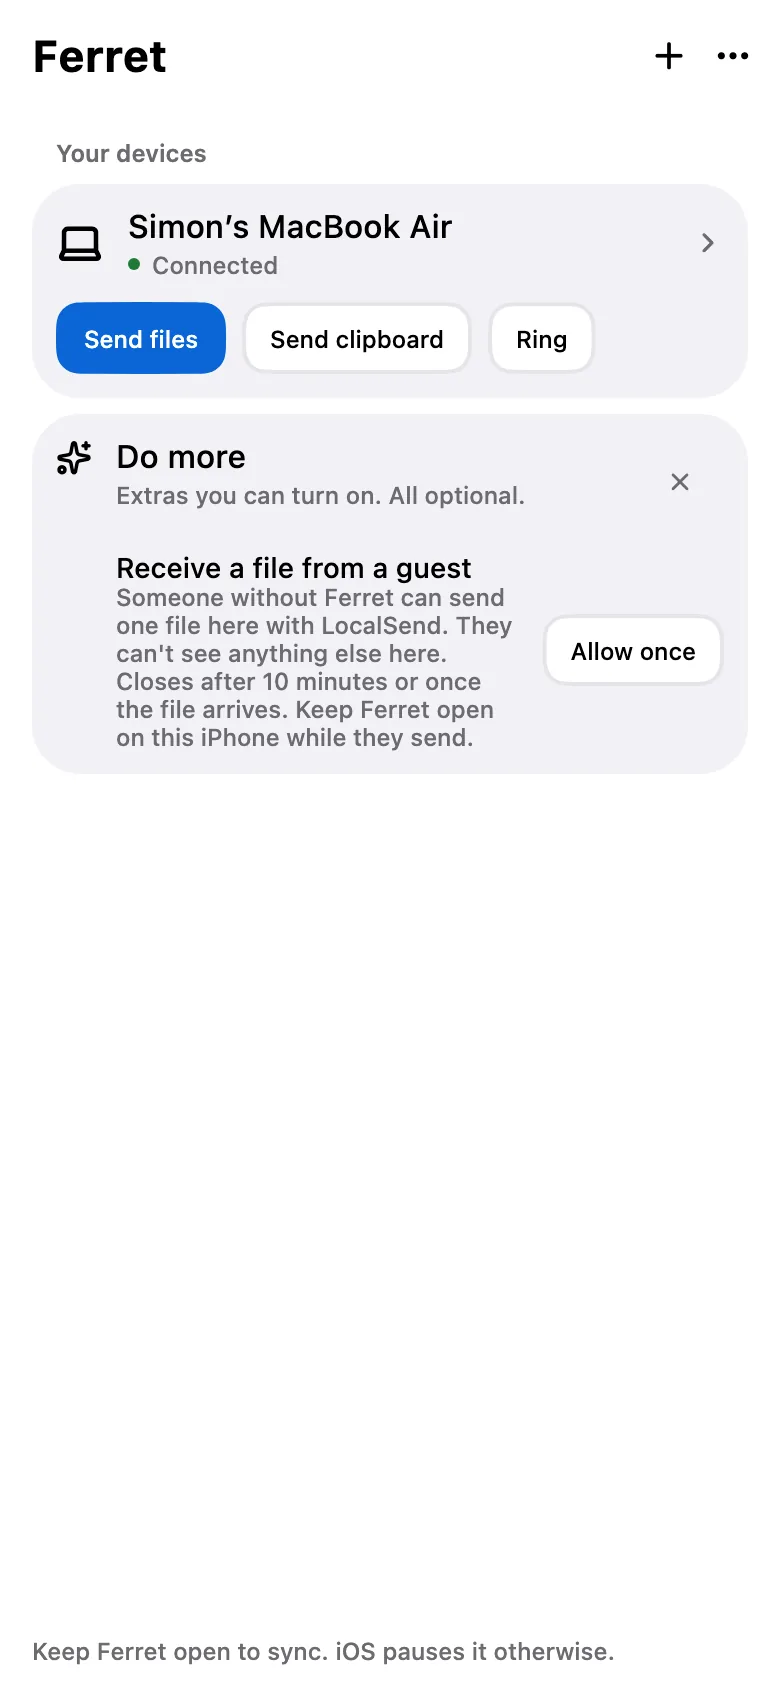 Ferret
Your devices
Simon’s MacBook Air
Connected
Send files
Send clipboard
Ring
Do more
Extras you can turn on. All optional.
Receive a file from a guest
Someone without Ferret can send
one file here with LocalSend. They
can't see anything else here.
Closes after 10 minutes or once
the file arrives. Keep Ferret open
on this iPhone while they send.
Allow once
Keep Ferret open to sync. iOS pauses it otherwise.